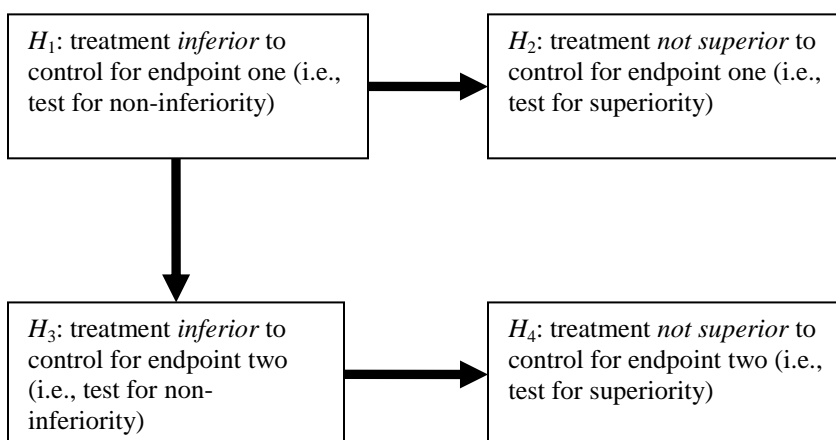 H1: treatment inferior to
control for endpoint one (i.e.,
test for non-inferiority)
H2: treatment not superior to
control for endpoint one (i.e.,
test for superiority)
H3: treatment inferior to
control for endpoint two
(i.e., test for non-
inferiority)
H4: treatment not superior to
control for endpoint two (i.e.,
test for superiority)